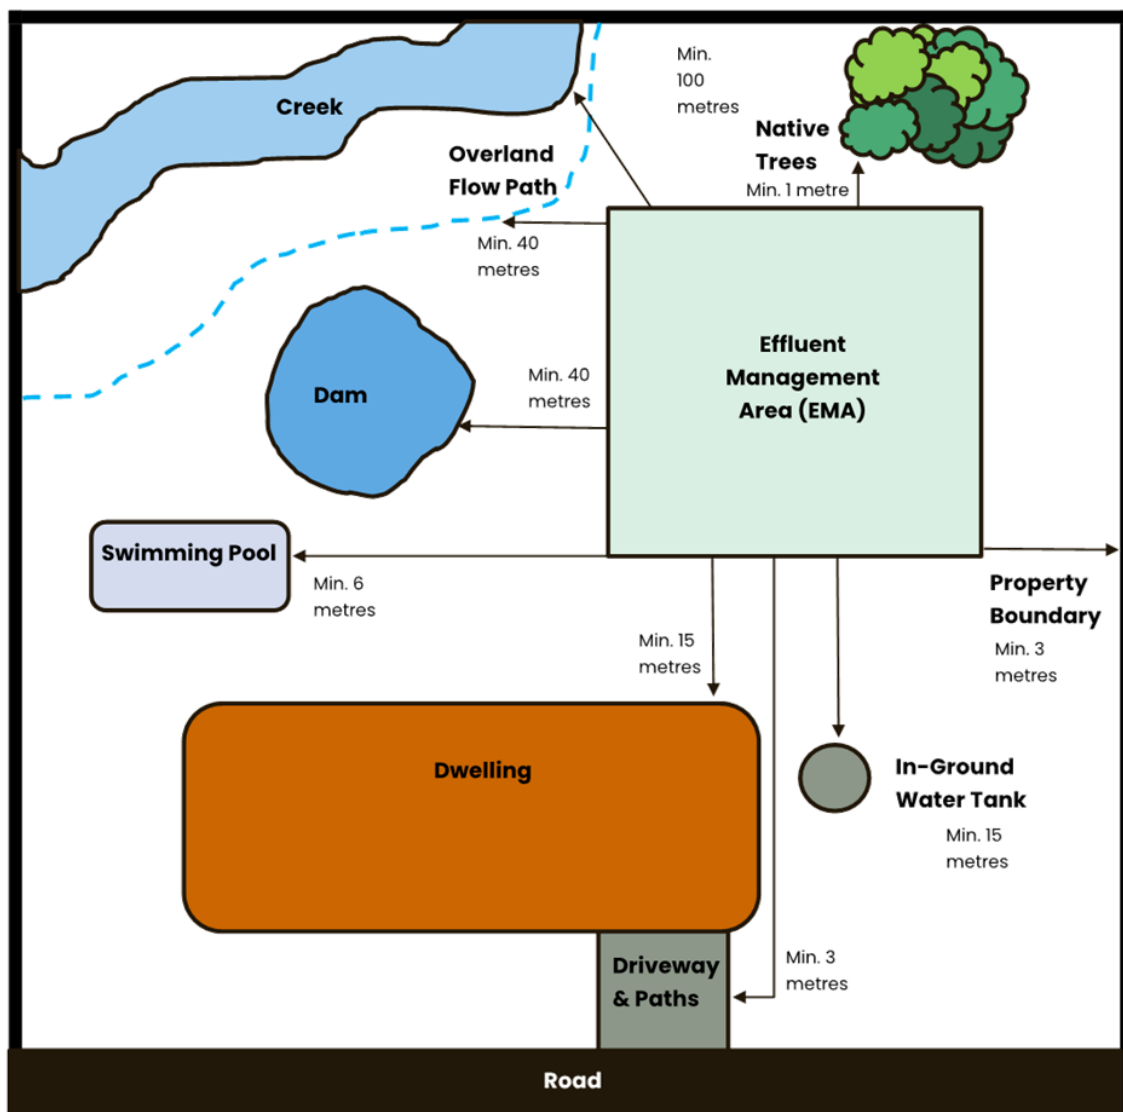 Min.
100
metres
Creek
Native
Trees
Min. 1 metre
Overland
Flow Path
Min. 40
metres
Effluent
Management
Area (EMA)
Min. 40
metres
Dam
Swimming Pool
Min. 6
metres
Property
Boundary
Min. 3
metres
Min. 15
metres
Dwelling
In-Ground
Water Tank
Min. 15
metres
Driveway
& Paths
Min. 3
metres
Road